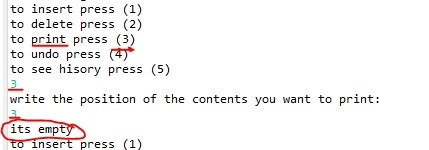 to insert press (1)
to delete press (2)
to print press (3)
to undo press (4)
to see hisory press (5)
3
write the position of the contents you want to print:
3
its empty
to insert press (1)